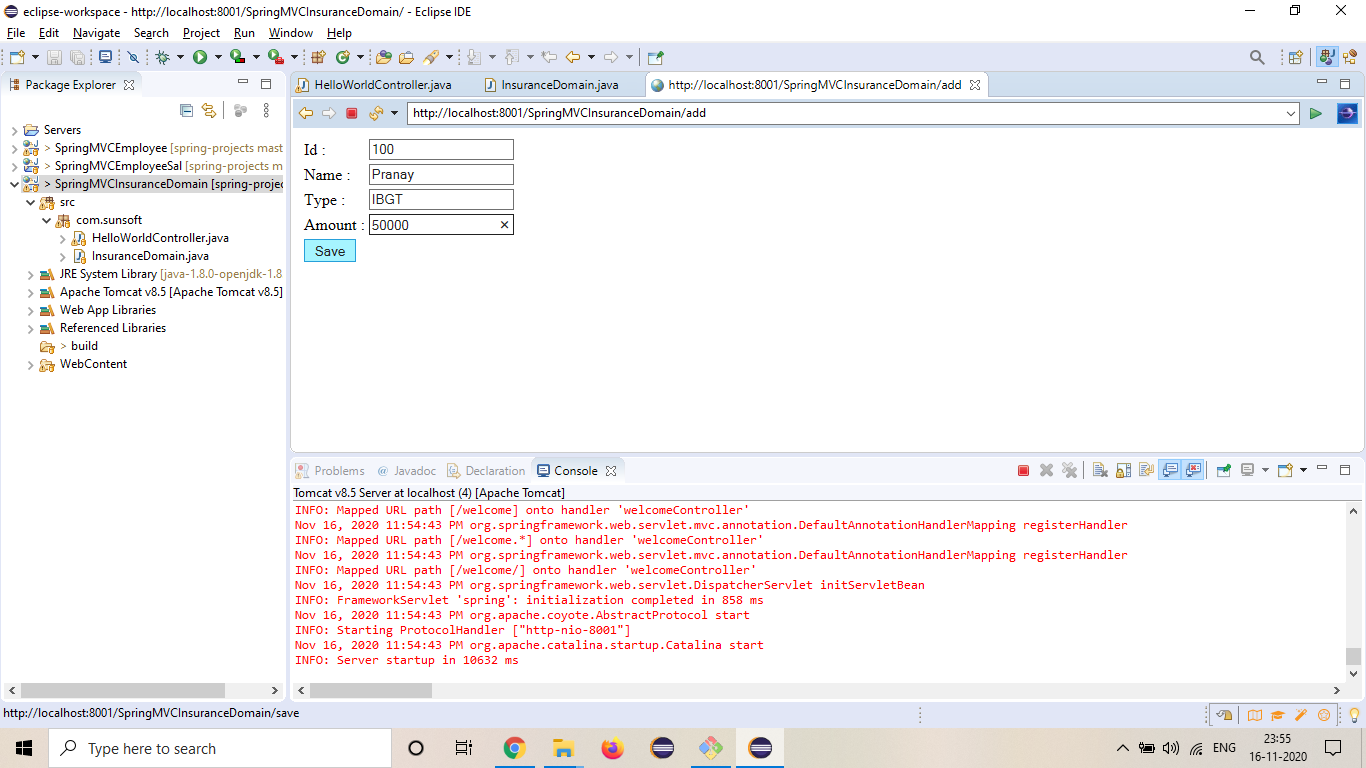 eclipse-workspace - http://localhost:8001/SpringMVCInsuranceDomain/ - Eclipse IDE
File Edit Navigate Search Project Run Window Help
Package Explorer
Servers
> SpringMVCEmployee [spring-projects mast
> SpringMVCEmployeeSal [spring-projects m
> SpringMVCInsuranceDomain [spring-projec
src
com.sunsoft
HelloWorldController.java
InsuranceDomain.java
JRE System Library [java-1.8.0-openjdk-1.8
Apache Tomcat v8.5 [Apache Tomcat v8.5]
Web App Libraries
Referenced Libraries
> build
WebContent
HelloWorldController.java InsuranceDomain.java http://localhost:8001/SpringMVCInsuranceDomain/add
http://localhost:8001/SpringMVCInsuranceDomain/add
Id : 100
Name : Pranay
Type : IBGT
Amount : 50000
Save
Problems @ Javadoc Declaration Console
Tomcat v8.5 Server at localhost (4) [Apache Tomcat]
INFO: Mapped URL path [/welcome] onto handler 'welcomeController'
Nov 16, 2020 11:54:43 PM org.springframework.web.servlet.mvc.annotation.DefaultAnnotationHandlerMapping registerHandler
INFO: Mapped URL path [/welcome.*] onto handler 'welcomeController'
Nov 16, 2020 11:54:43 PM org.springframework.web.servlet.mvc.annotation.DefaultAnnotationHandlerMapping registerHandler
INFO: Mapped URL path [/welcome/] onto handler 'welcomeController'
Nov 16, 2020 11:54:43 PM org.springframework.web.servlet.DispatcherServlet initServletBean
INFO: FrameworkServlet 'spring': initialization completed in 858 ms
Nov 16, 2020 11:54:43 PM org.apache.coyote.AbstractProtocol start
INFO: Starting ProtocolHandler ["http-nio-8001"]
Nov 16, 2020 11:54:43 PM org.apache.catalina.startup.Catalina start
INFO: Server startup in 10632 ms
http://localhost:8001/SpringMVCInsuranceDomain/save
Type here to search
ENG
23:55
16-11-2020